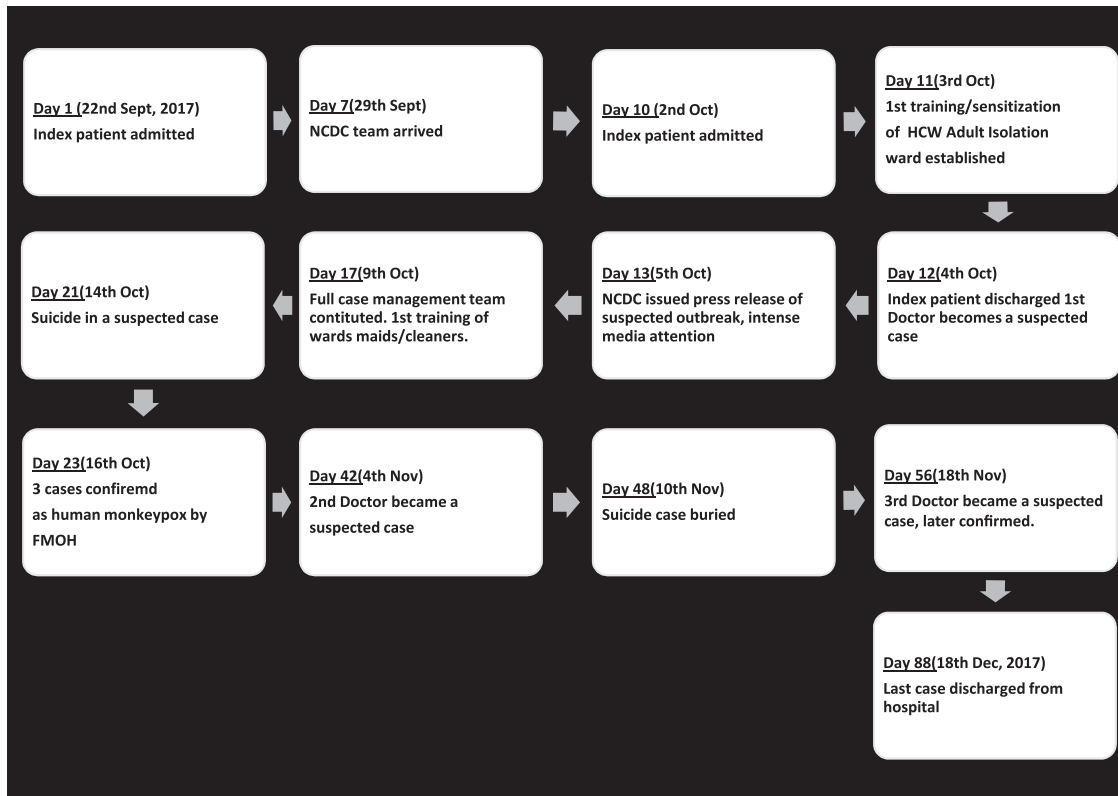 Day 1 (22nd Sept, 2017)
Index patient admitted
Day 7(29th Sept)
NCDC team arrived
Day 10 (2nd Oct)
Index patient admitted
Day 11(3rd Oct)
1st training/sensitization
of HCW Adult Isolation
ward established
Day 12(4th Oct)
Index patient discharged 1st
Doctor becomes a suspected
case
Day 13(5th Oct)
NCDC issued press release of
suspected outbreak, intense
media attention
Day 17(9th Oct)
Full case management team
contituted. 1st training of
wards maids/cleaners.
Day 21(14th Oct)
Suicide in a suspected case
Day 23(16th Oct)
3 cases confiremd
as human monkeypox by
FMOH
Day 42(4th Nov)
2nd Doctor became a
suspected case
Day 48(10th Nov)
Suicide case buried
Day 56(18th Nov)
3rd Doctor became a suspected
case, later confirmed.
Day 88(18th Dec, 2017)
Last case discharged from
hospital